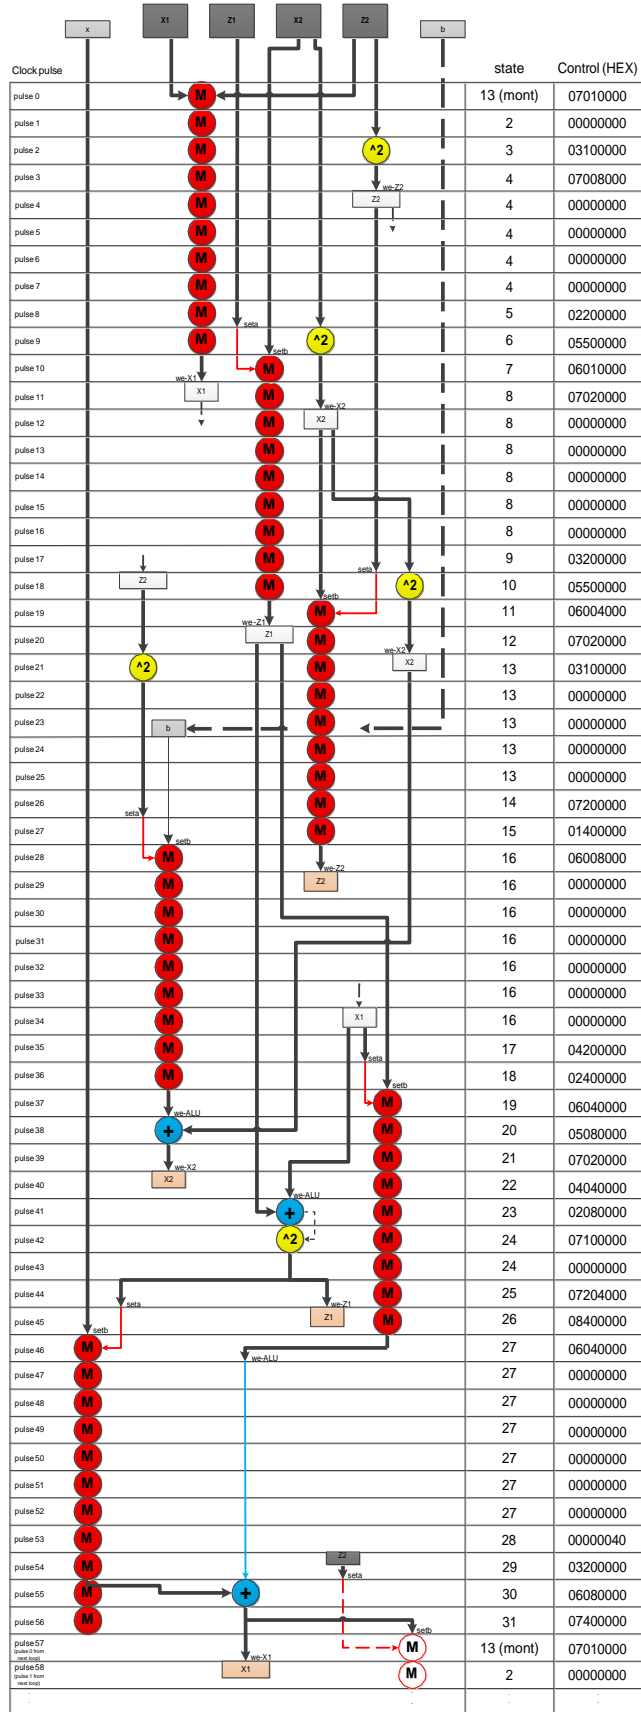 x X1 Z1 X2 Z2 b
Clock pulse state Control (HEX)
pulse 0 M 13 (mont) 07010000
pulse 1 M 2 00000000
pulse 2 M ^2 3 03100000
pulse 3 M we-Z2 4 07008000
pulse 4 M Z2 4 00000000
pulse 5 M 4 00000000
pulse 6 M 4 00000000
pulse 7 M 4 00000000
pulse 8 M seta 5 02200000
pulse 9 M ^2 setb 6 05500000
pulse 10 M we-X1 7 06010000
pulse 11 X1 M we-X2 8 07020000
pulse 12 M X2 8 00000000
pulse 13 M 8 00000000
pulse 14 M 8 00000000
pulse 15 M 8 00000000
pulse 16 M 8 00000000
pulse 17 M seta 9 03200000
pulse 18 Z2 M setb ^2 10 05500000
pulse 19 we-Z1 M 11 06004000
pulse 20 Z1 M we-X2 12 07020000
pulse 21 ^2 M X2 13 03100000
pulse 22 M 13 00000000
pulse 23 b M 13 00000000
pulse 24 M 13 00000000
pulse 25 M 13 00000000
pulse 26 seta M 14 07200000
pulse 27 setb M 15 01400000
pulse 28 M we-Z2 16 06008000
pulse 29 M Z2 16 00000000
pulse 30 M 16 00000000
pulse 31 M 16 00000000
pulse 32 M 16 00000000
pulse 33 M 16 00000000
pulse 34 M X1 16 00000000
pulse 35 M seta 17 04200000
pulse 36 M setb 18 02400000
pulse 37 we-ALU M 19 06040000
pulse 38 + M 20 05080000
pulse 39 we-X2 M 21 07020000
pulse 40 X2 we-ALU M 22 04040000
pulse 41 + M 23 02080000
pulse 42 ^2 M 24 07100000
pulse 43 M 24 00000000
pulse 44 seta we-Z1 M 25 07204000
pulse 45 setb Z1 M 26 08400000
pulse 46 M we-ALU 27 06040000
pulse 47 M 27 00000000
pulse 48 M 27 00000000
pulse 49 M 27 00000000
pulse 50 M 27 00000000
pulse 51 M 27 00000000
pulse 52 M 27 00000000
pulse 53 M 28 00000040
pulse 54 M Z2 seta 29 03200000
pulse 55 M + 30 06080000
pulse 56 M setb 31 07400000
pulse 57 we-X1 M 13 (mont) 07010000
(pulse 0 from
next loop)
pulse 58 X1 M 2 00000000
(pulse 1 from
next loop)